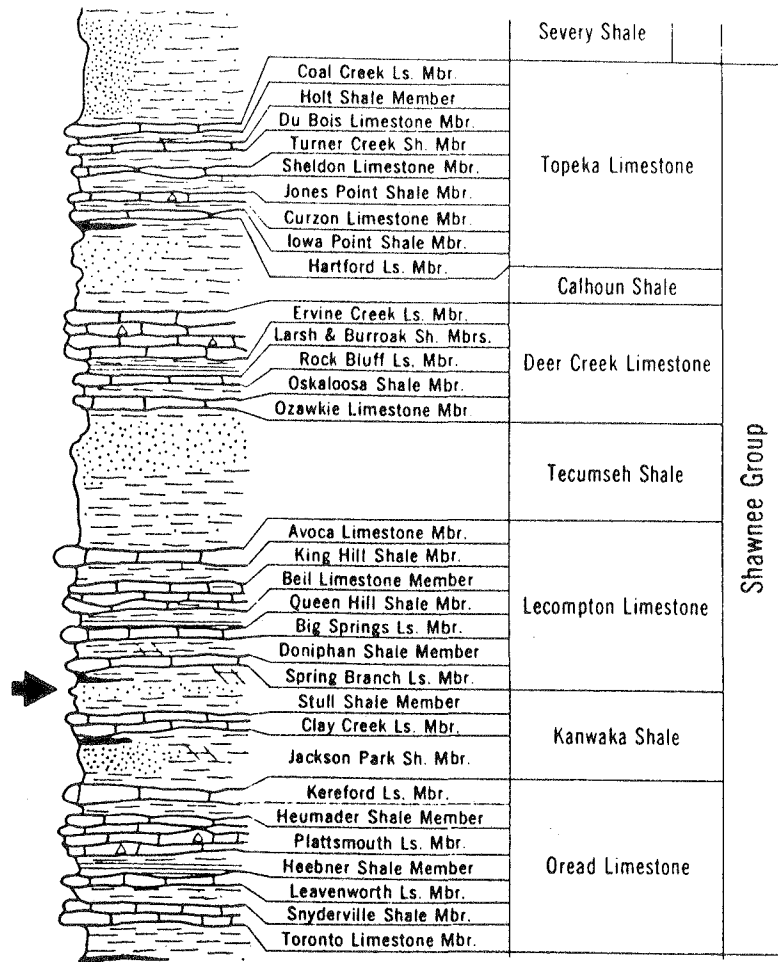 Severy Shale
Coal Creek Ls. Mbr.
Holt Shale Member
Du Bois Limestone Mbr.
Turner Creek Sh. Mbr
Sheldon Limestone Mbr.
Jones Point Shale Mbr.
Curzon Limestone Mbr.
Iowa Point Shale Mbr.
Hartford Ls. Mbr.
Topeka Limestone
Calhoun Shale
Ervine Creek Ls. Mbr.
Larsh & Burroak Sh. Mbrs.
Rock Bluff Ls. Mbr.
Oskaloosa Shale Mbr.
Ozawkie Limestone Mbr.
Deer Creek Limestone
Tecumseh Shale
Avoca Limestone Mbr.
King Hill Shale Mbr.
Beil Limestone Member
Queen Hill Shale Mbr.
Big Springs Ls. Mbr.
Doniphan Shale Member
Spring Branch Ls. Mbr.
Lecompton Limestone
Stull Shale Member
Clay Creek Ls. Mbr.
Jackson Park Sh. Mbr.
Kanwaka Shale
Kereford Ls. Mbr.
Heumader Shale Member
Plattsmouth Ls. Mbr.
Heebner Shale Member
Leavenworth Ls. Mbr.
Snyderville Shale Mbr.
Toronto Limestone Mbr.
Oread Limestone
Shawnee Group